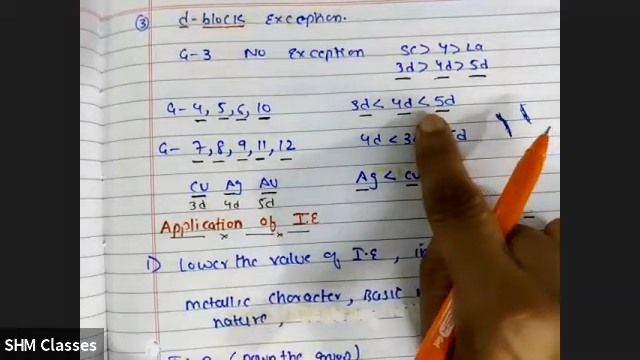 ③ d-block Exception.
G-3 No Exception Sc > Y > La
3d > 4d > 5d
G-4, 5, 6, 10 3d < 4d < 5d
G-7, 8, 9, 11, 12 4d < 3d
Cu Ag Au Ag < Cu
3d 4d 5d
Application of I.E
1) Lower the value of I.E,
metallic character, Basic
nature,
SHM Classes